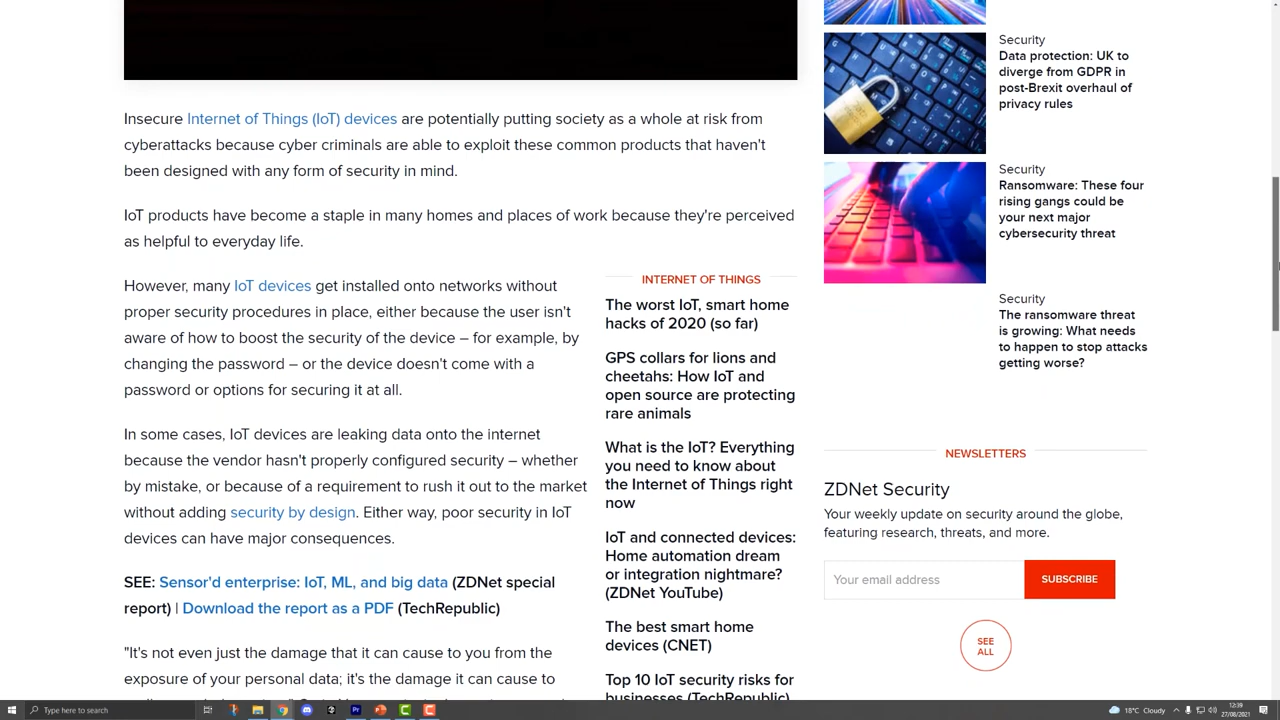 Insecure Internet of Things (IoT) devices are potentially putting society as a whole at risk from
cyberattacks because cyber criminals are able to exploit these common products that haven't
been designed with any form of security in mind.
IoT products have become a staple in many homes and places of work because they're perceived
as helpful to everyday life.
However, many IoT devices get installed onto networks without
proper security procedures in place, either because the user isn't
aware of how to boost the security of the device – for example, by
changing the password – or the device doesn't come with a
password or options for securing it at all.
In some cases, IoT devices are leaking data onto the internet
because the vendor hasn't properly configured security – whether
by mistake, or because of a requirement to rush it out to the market
without adding security by design. Either way, poor security in IoT
devices can have major consequences.
SEE: Sensor'd enterprise: IoT, ML, and big data (ZDNet special
report) | Download the report as a PDF (TechRepublic)
"It's not even just the damage that it can cause to you from the
exposure of your personal data; it's the damage it can cause to
INTERNET OF THINGS
The worst IoT, smart home
hacks of 2020 (so far)
GPS collars for lions and
cheetahs: How IoT and
open source are protecting
rare animals
What is the IoT? Everything
you need to know about
the Internet of Things right
now
IoT and connected devices:
Home automation dream
or integration nightmare?
(ZDNet YouTube)
The best smart home
devices (CNET)
Top 10 IoT security risks for
businesses (TechRepublic)
Security
Data protection: UK to
diverge from GDPR in
post-Brexit overhaul of
privacy rules
Security
Ransomware: These four
rising gangs could be
your next major
cybersecurity threat
Security
The ransomware threat
is growing: What needs
to happen to stop attacks
getting worse?
NEWSLETTERS
ZDNet Security
Your weekly update on security around the globe,
featuring research, threats, and more.
Your email address
SUBSCRIBE
SEE
ALL
Type here to search
18°C Cloudy
12:39
27/08/2021